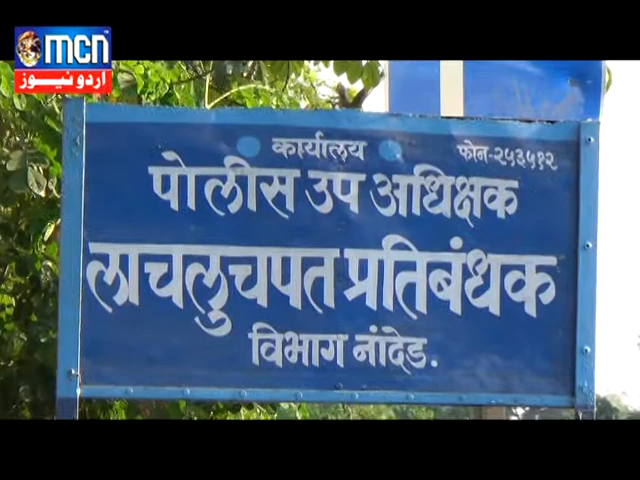 mcn
اردو نیوز
कार्यालय
फोन-२५३५१२
पोलीस उप अधिक्षक
लाचलुचपत प्रतिबंधक
विभाग नांदेड.